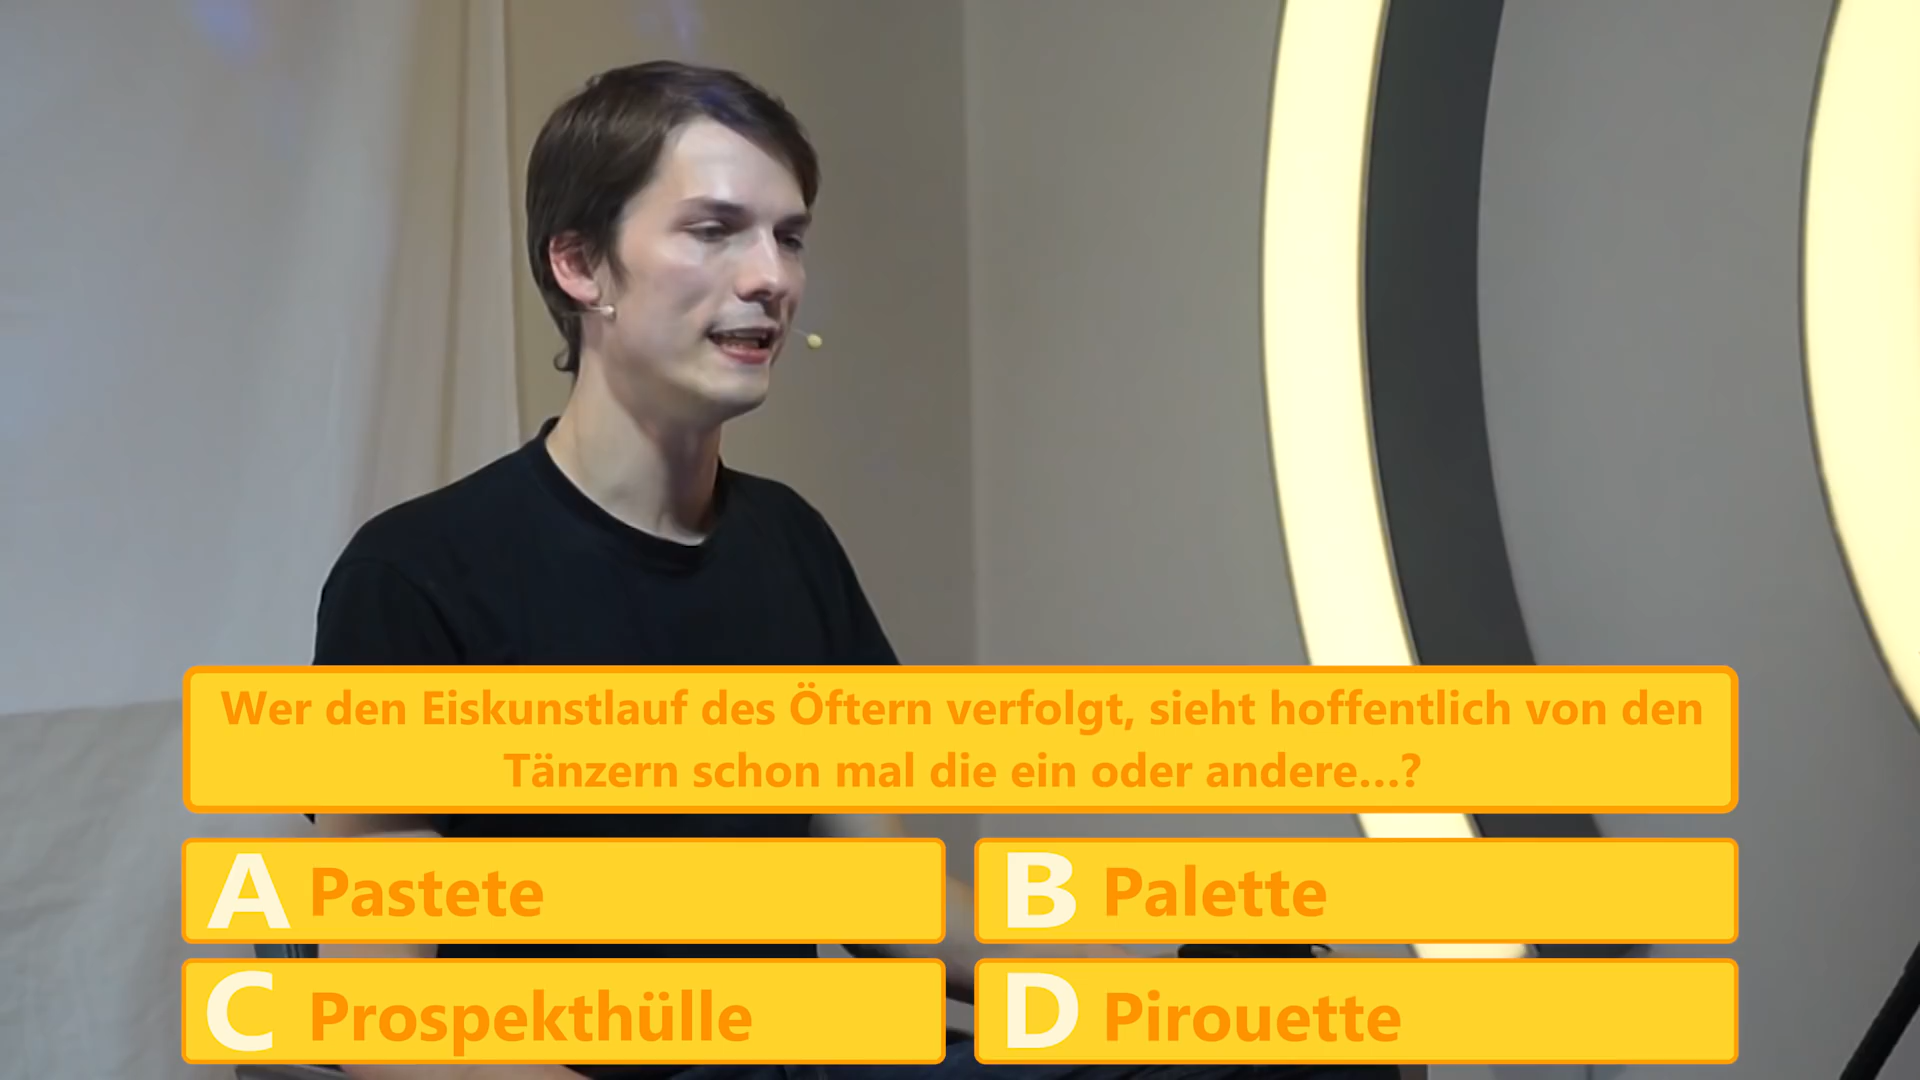 Wer den Eiskunstlauf des Öftern verfolgt, sieht hoffentlich von den
Tänzern schon mal die ein oder andere...?
A Pastete
B Palette
C Prospekthülle
D Pirouette